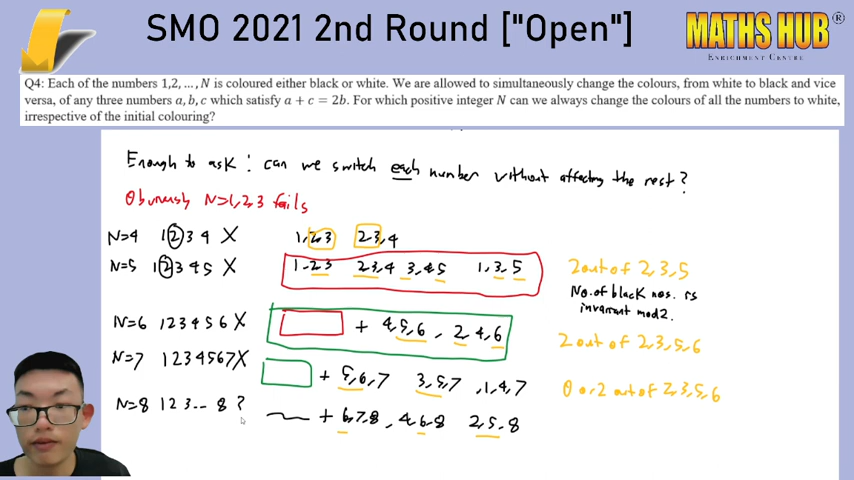 SMO 2021 2nd Round ["Open"]
MATHS HUB®
ENRICHMENT CENTRE
Q4: Each of the numbers 1,2, ..., N is coloured either black or white. We are allowed to simultaneously change the colours, from white to black and vice
versa, of any three numbers a, b, c which satisfy a + c = 2b. For which positive integer N can we always change the colours of all the numbers to white,
irrespective of the initial colouring?
Enough to ask: can we switch each number without affecting the rest?
Obviously N=1,2,3 fails
N=4 1 2 3 4 X 1,2,3 2,3,4
N=5 1 2 3 4 5 X 1,2,3 2,3,4 3,4,5 1,3,5 2 out of 2,3,5
No. of black nos. is
invariant mod 2.
N=6 1 2 3 4 5 6 X + 4,5,6, 2,4,6 2 out of 2,3,5,6
N=7 1 2 3 4 5 6 7 X + 5,6,7 3,5,7, 1,4,7 0 or 2 out of 2,3,5,6
N=8 1 2 3 .. 8 ? + 6,7,8, 4,6,8 2,5,8